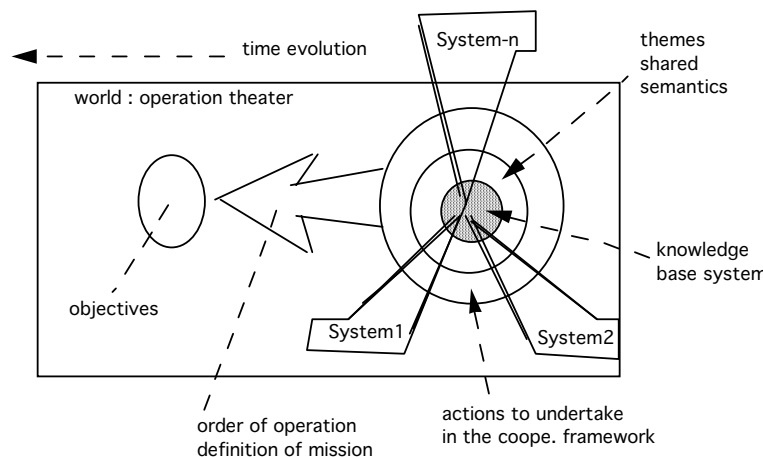 System-n
time evolution
themes
shared
semantics
world : operation theater
knowledge
base system
objectives
System1
System2
order of operation
definition of mission
actions to undertake
in the coope. framework